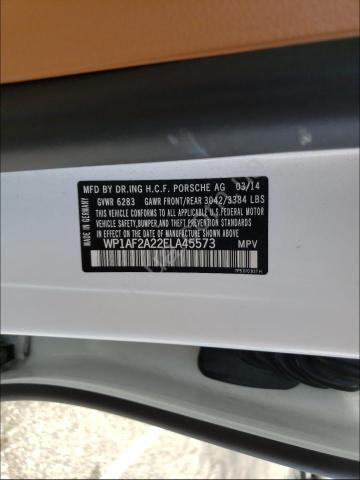 MFD BY DR.ING H.C.F. PORSCHE AG 03/14
GVWR 6283 GAWR FRONT/REAR 3042/3384 LBS
THIS VEHICLE CONFORMS TO ALL APPLICABLE
FEDERAL MOTOR VEHICLE
VEHICLE SAFETY, BUMPER, AND THEFT PREVENTION STANDARDS
IN EFFECT ON THE DATE OF MANUFACTURE SHOWN ABOVE.
WP1AF2A22ELA45573 MPV
MADE IN GERMANY